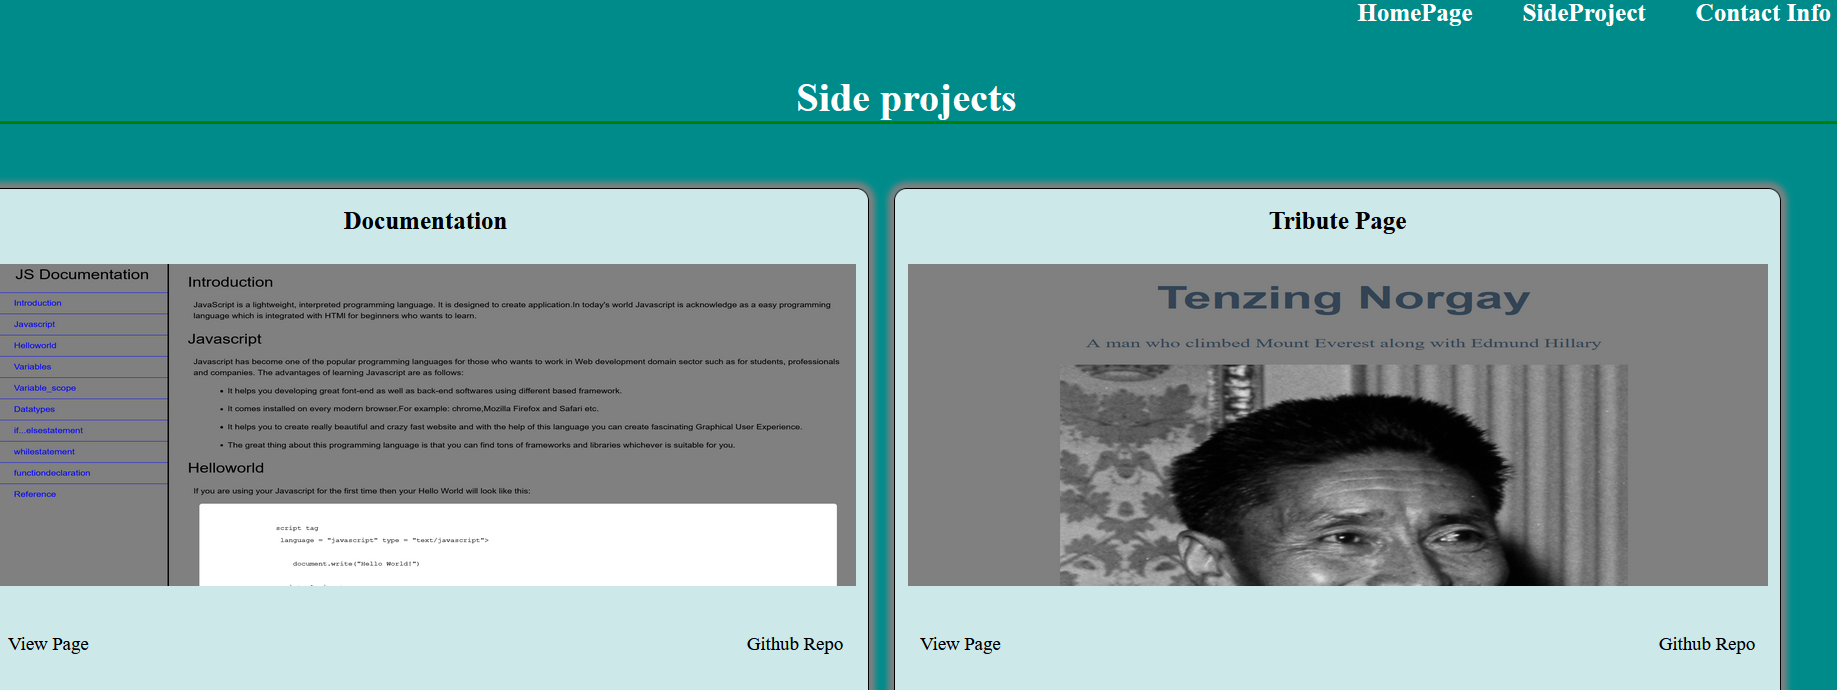 HomePage SideProject Contact Info
Side projects
Documentation
JS Documentation
Introduction
Javascript
Helloworld
Variables
Variable_scope
Datatypes
if...elsestatement
whilestatement
functiondeclaration
Reference
Introduction
JavaScript is a lightweight, interpreted programming language. It is designed to create application.In today's world Javascript is acknowledge as a easy programming
language which is integrated with HTMl for beginners who wants to learn.
Javascript
Javascript has become one of the popular programming languages for those who wants to work in Web development domain sector such as for students, professionals
and companies. The advantages of learning Javascript are as follows:
• It helps you developing great font-end as well as back-end softwares using different based framework.
• It comes installed on every modern browser.For example: chrome,Mozilla Firefox and Safari etc.
• It helps you to create really beautiful and crazy fast website and with the help of this language you can create fascinating Graphical User Experience.
• The great thing about this programming language is that you can find tons of frameworks and libraries whichever is suitable for you.
Helloworld
If you are using your Javascript for the first time then your Hello World will look like this:
script tag
language = "javascript" type = "text/javascript">
document.write("Hello World!")
View Page
Github Repo
Tribute Page
Tenzing Norgay
A man who climbed Mount Everest along with Edmund Hillary
View Page
Github Repo